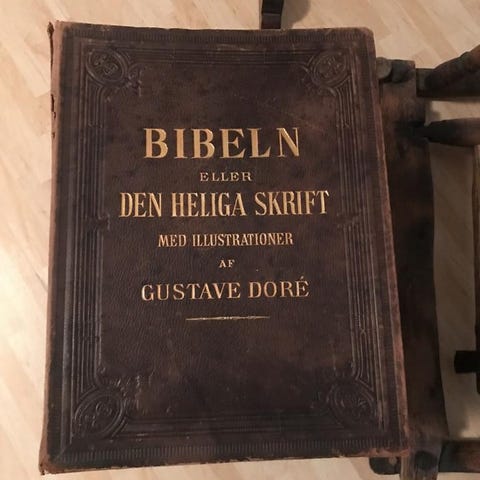 BIBELN
ELLER
DEN HELIGA SKRIFT
MED ILLUSTRATIONER
AF
GUSTAVE DORÉ